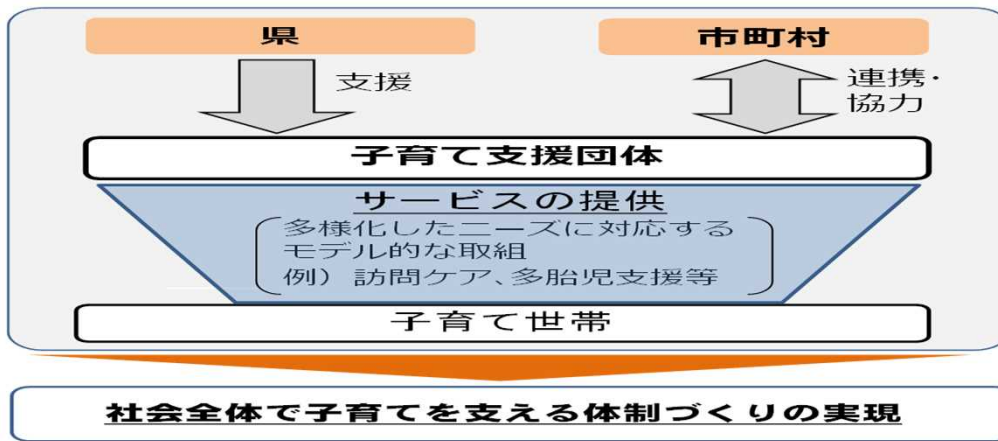 県
市町村
支援
連携・
協力
子育て支援団体
サービスの提供
多様化したニーズに対応する
モデル的な取組
例）訪問ケア、多胎児支援等
子育て世帯
社会全体で子育てを支える体制づくりの実現